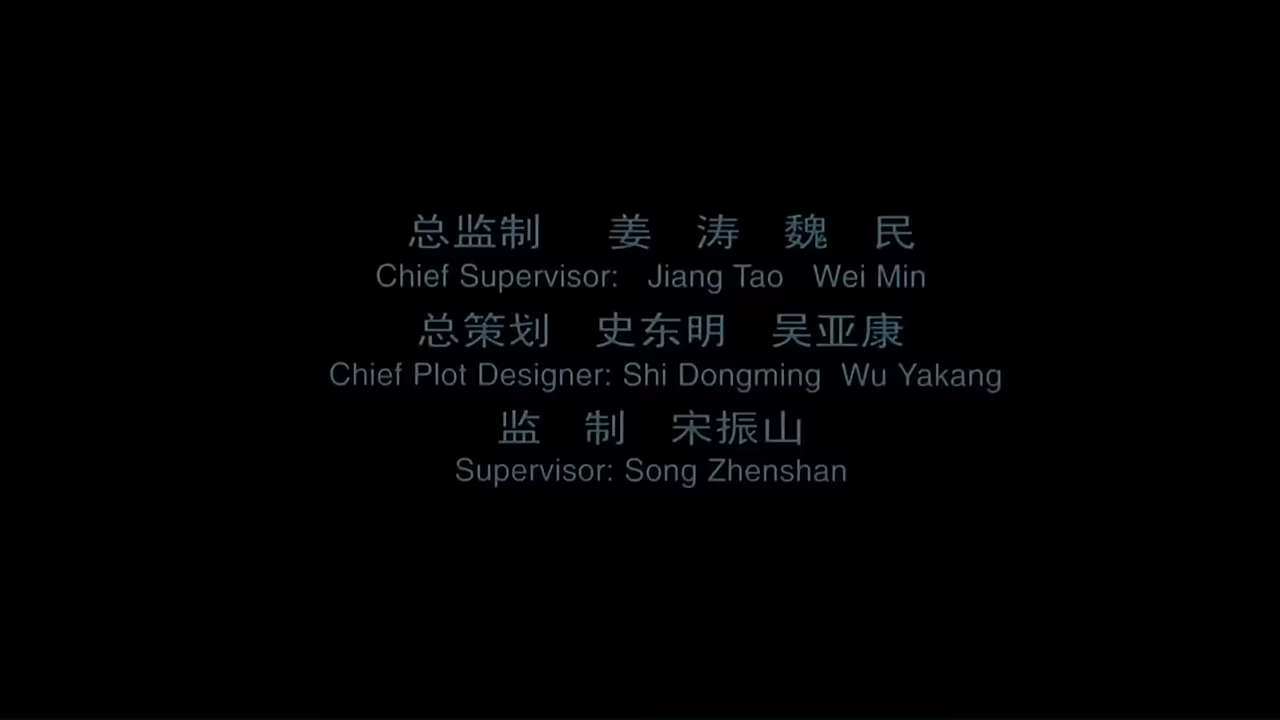 总监制 姜 涛 魏 民
Chief Supervisor: Jiang Tao Wei Min
总策划 史东明 吴亚康
Chief Plot Designer: Shi Dongming Wu Yakang
监 制 宋振山
Supervisor: Song Zhenshan